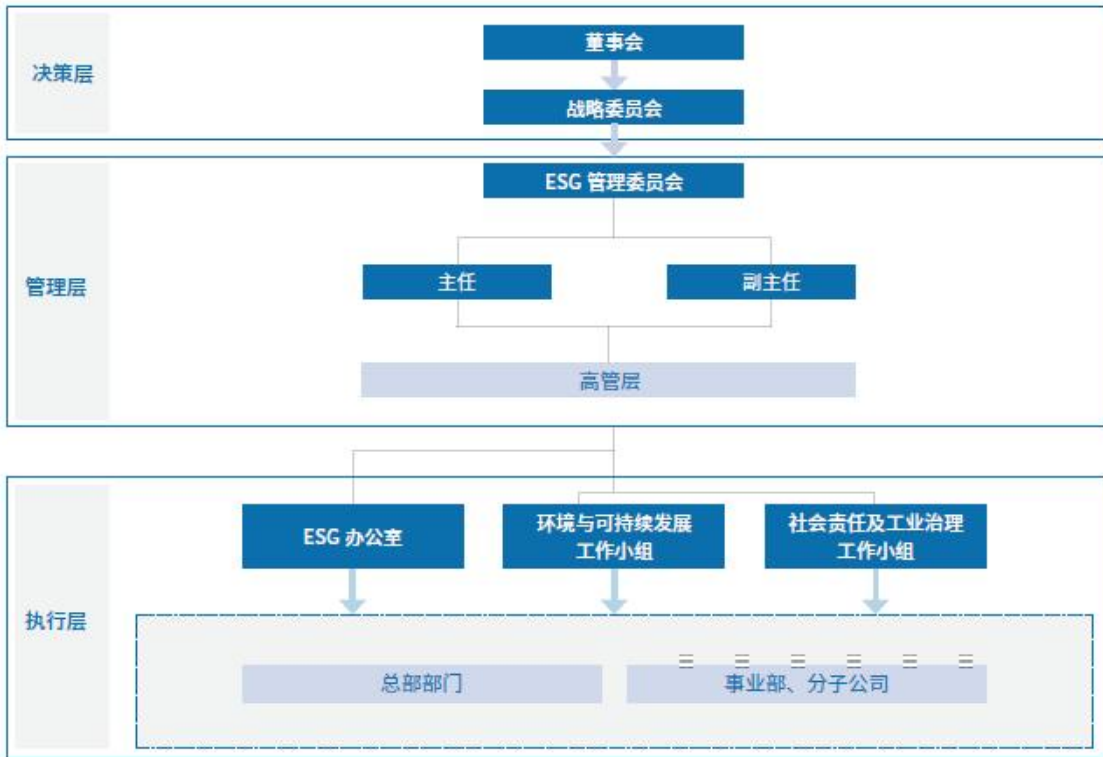 决策层
董事会
战略委员会
管理层
ESG 管理委员会
主任
副主任
高管层
执行层
ESG 办公室
环境与可持续发展
工作小组
社会责任及工业治理
工作小组
总部部门
事业部、分子公司